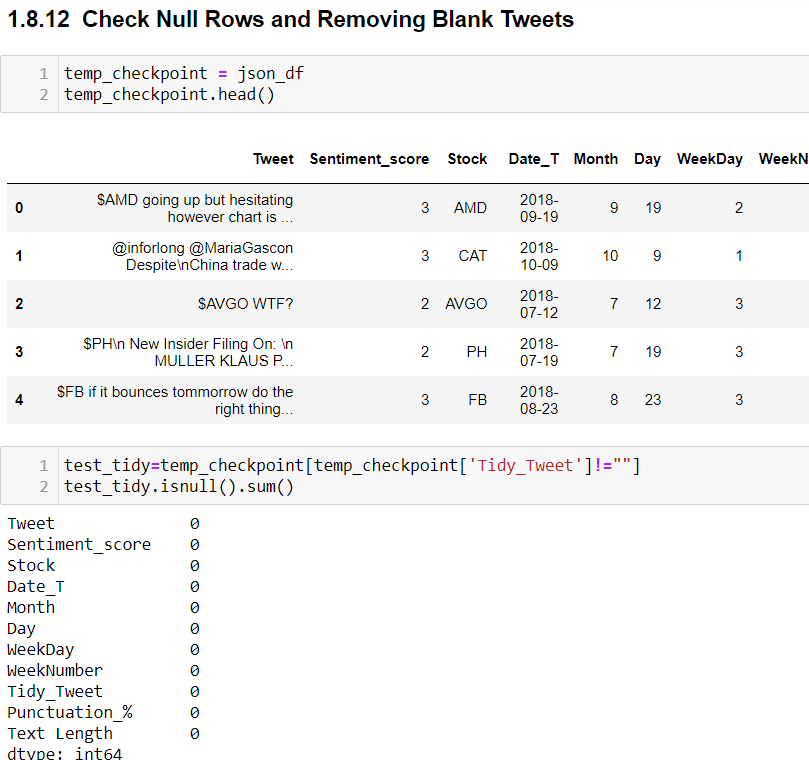 1.8.12 Check Null Rows and Removing Blank Tweets
1 temp_checkpoint = json_df
2 temp_checkpoint.head()
Tweet Sentiment_score Stock Date_T Month Day WeekDay WeekN
0 $AMD going up but hesitating however chart is ... 3 AMD 2018-09-19 9 19 2
1 @inforlong @MariaGascon Despite\nChina trade w... 3 CAT 2018-10-09 10 9 1
2 $AVGO WTF? 2 AVGO 2018-07-12 7 12 3
3 $PH\n New Insider Filing On: \n MULLER KLAUS P... 2 PH 2018-07-19 7 19 3
4 $FB if it bounces tommorrow do the right thing... 3 FB 2018-08-23 8 23 3
1 test_tidy=temp_checkpoint[temp_checkpoint['Tidy_Tweet']!=""]
2 test_tidy.isnull().sum()
Tweet 0
Sentiment_score 0
Stock 0
Date_T 0
Month 0
Day 0
WeekDay 0
WeekNumber 0
Tidy_Tweet 0
Punctuation_% 0
Text Length 0
dtype: int64